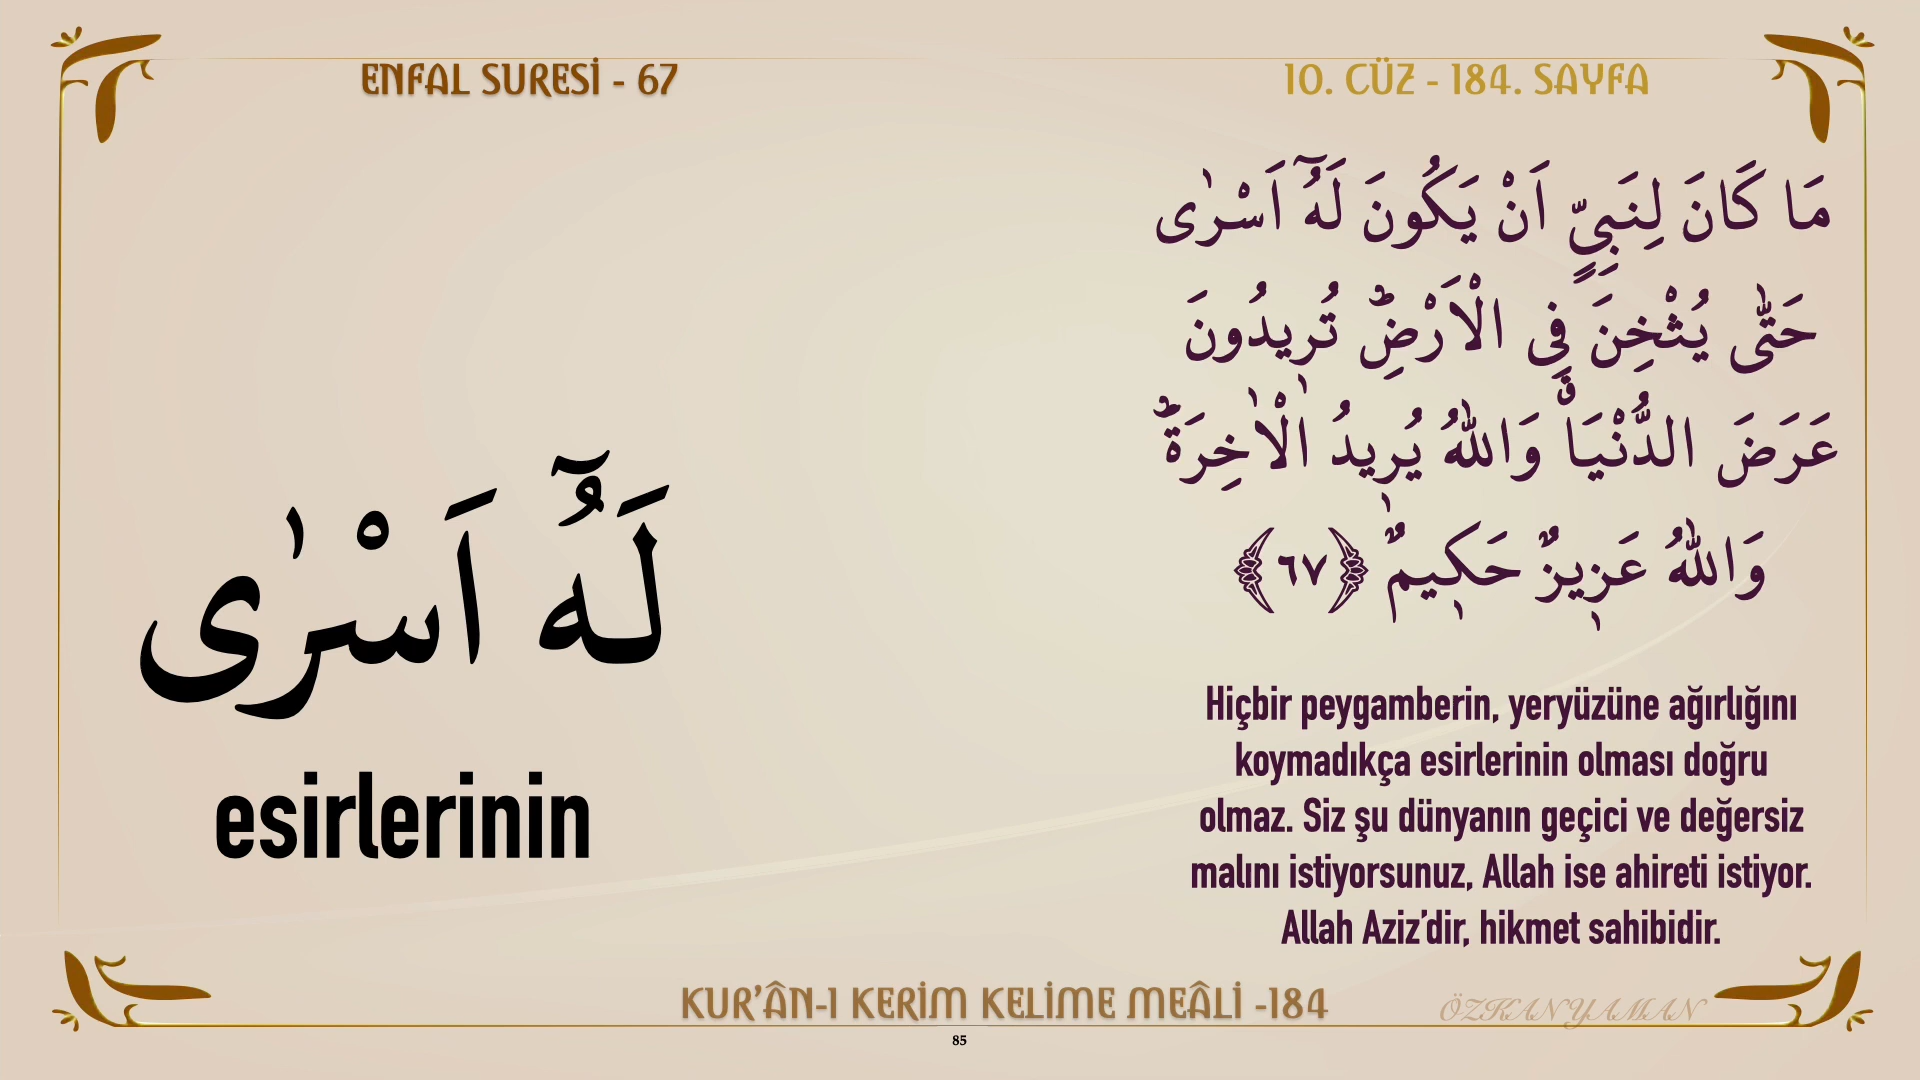 ENFAL SURESİ - 67
10. CÜZ - 184. SAYFA
مَا كَانَ لِنَبِيٍّ اَنْ يَكُونَ لَهُٓ اَسْرٰى
حَتّٰى يُثْخِنَ فِي الْاَرْضِۜ تُرٖيدُونَ
عَرَضَ الدُّنْيَاۗ وَاللّٰهُ يُرٖيدُ الْاٰخِرَةَۜ
وَاللّٰهُ عَزٖيزٌ حَكٖيمٌ ﴿٦٧﴾
لَهُٓ اَسْرٰى
esirlerinin
Hiçbir peygamberin, yeryüzüne ağırlığını
koymadıkça esirlerinin olması doğru
olmaz. Siz şu dünyanın geçici ve değersiz
malını istiyorsunuz, Allah ise ahireti istiyor.
Allah Aziz’dir, hikmet sahibidir.
KUR’ÂN-I KERİM KELİME MEÂLİ -184
ÖZKAN YAMAN
85